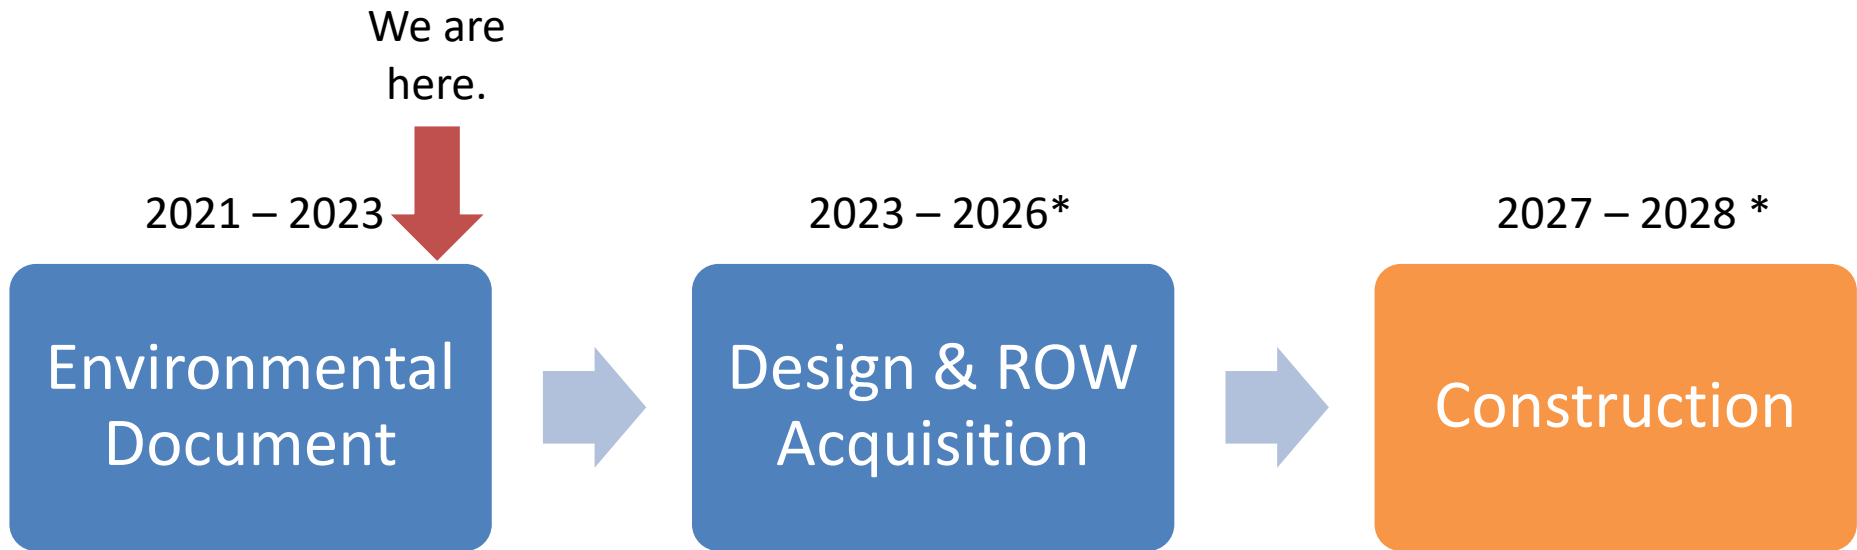 We are
here.
2021 – 2023
2023 – 2026*
2027 – 2028 *
Environmental
Document
Design & ROW
Acquisition
Construction